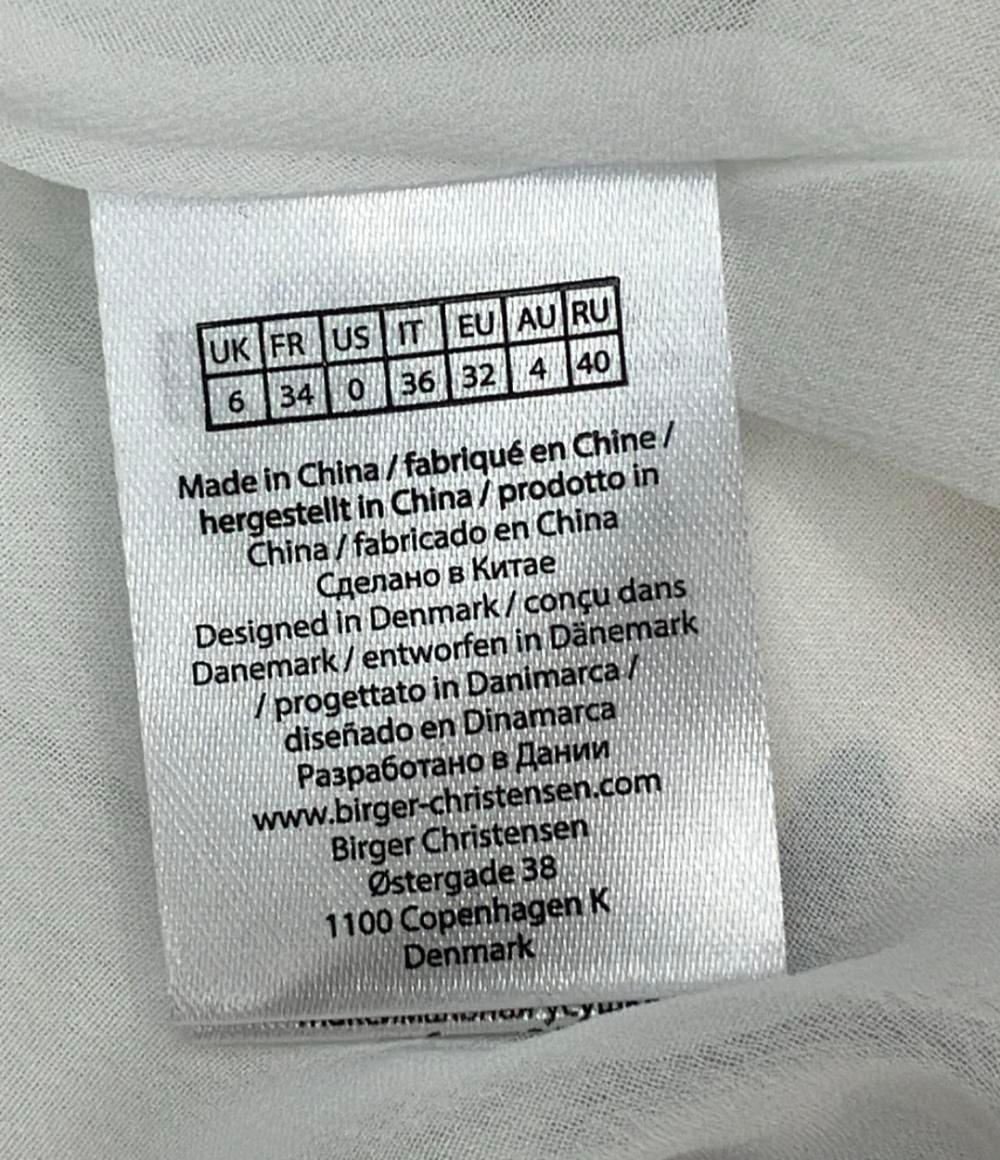 UK FR US IT EU AU RU
6 34 0 36 32 4 40
Made in China / fabriqué en Chine /
hergestellt in China / prodotto in
China / fabricado en China
Сделано в Китае
Designed in Denmark / conçu dans
Danemark / entworfen in Dänemark
/ progettato in Danimarca /
diseñado en Dinamarca
Разработано в Дании
www.birger-christensen.com
Birger Christensen
Østergade 38
1100 Copenhagen K
Denmark